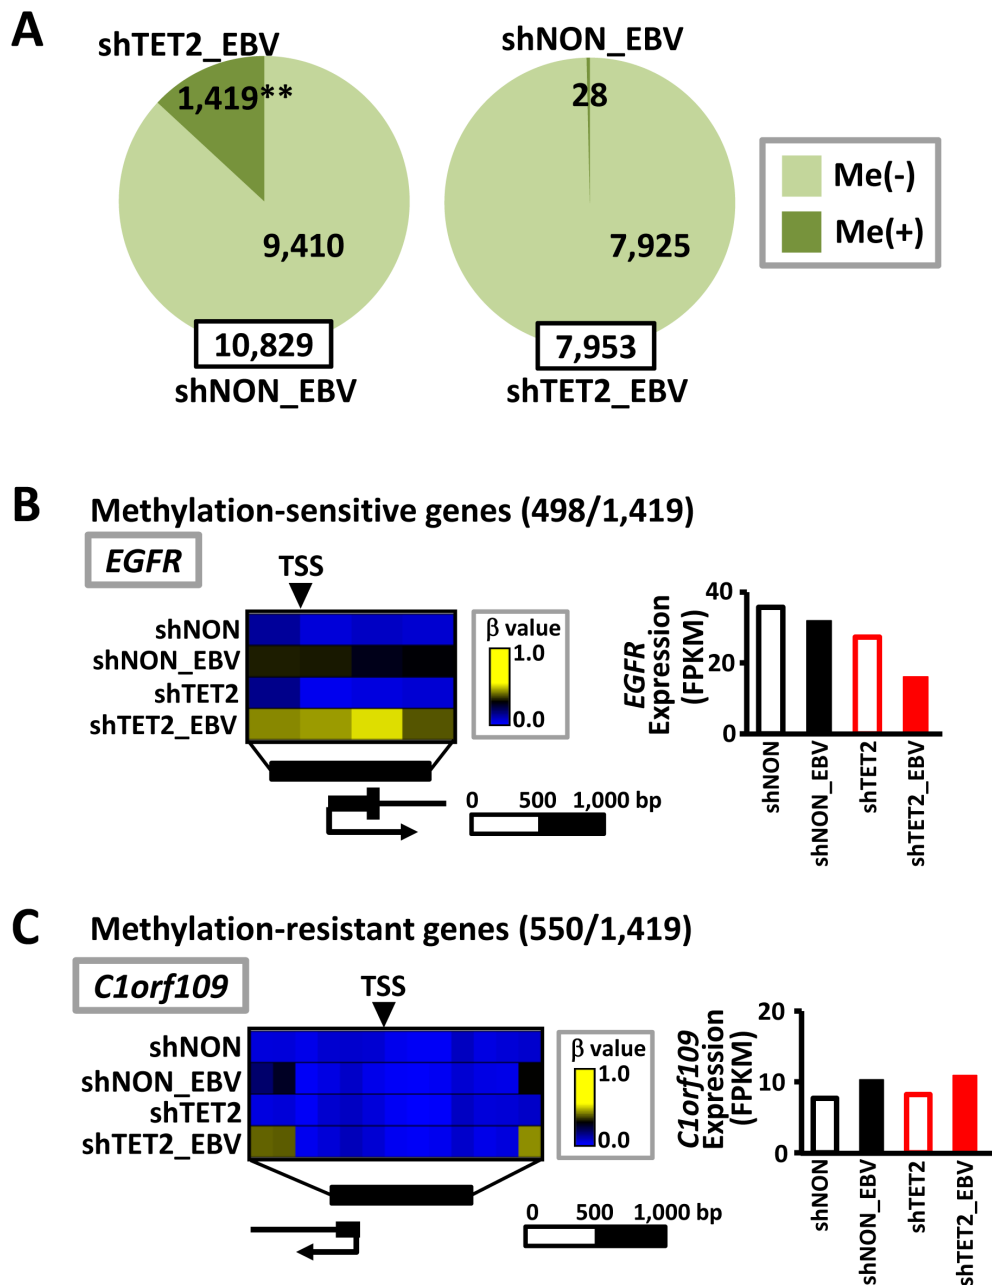 A
shTET2_EBV
1,419**
9,410
10,829
shNON_EBV
shNON_EBV
28
7,925
7,953
shTET2_EBV
Me(-)
Me(+)
B
Methylation-sensitive genes (498/1,419)
EGFR
TSS
shNON
shNON_EBV
shTET2
shTET2_EBV
β value
1.0
0.0
0 500 1,000 bp
EGFR
Expression
(FPKM)
40
20
0
shNON
shNON_EBV
shTET2
shTET2_EBV
C
Methylation-resistant genes (550/1,419)
C1orf109
TSS
shNON
shNON_EBV
shTET2
shTET2_EBV
β value
1.0
0.0
0 500 1,000 bp
C1orf109
Expression
(FPKM)
20
10
0
shNON
shNON_EBV
shTET2
shTET2_EBV